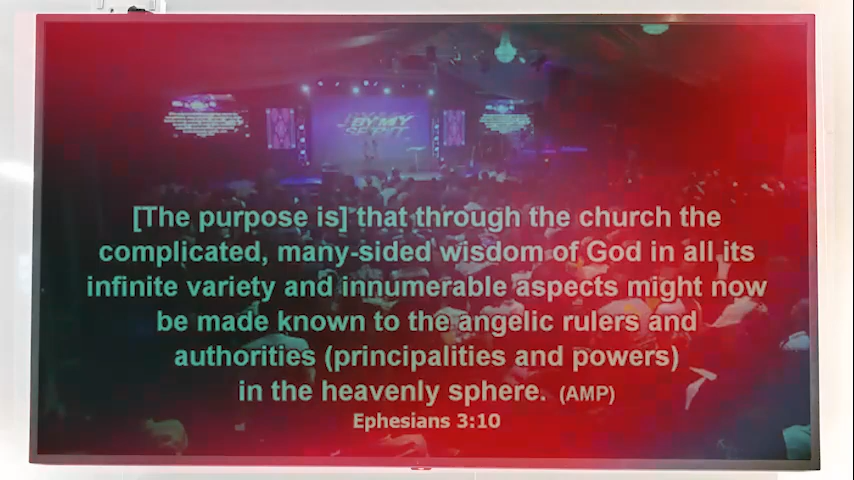 BY MY
[The purpose is] that through the church the
complicated, many-sided wisdom of God in all its
infinite variety and innumerable aspects might now
be made known to the angelic rulers and
authorities (principalities and powers)
in the heavenly sphere. (AMP)
Ephesians 3:10